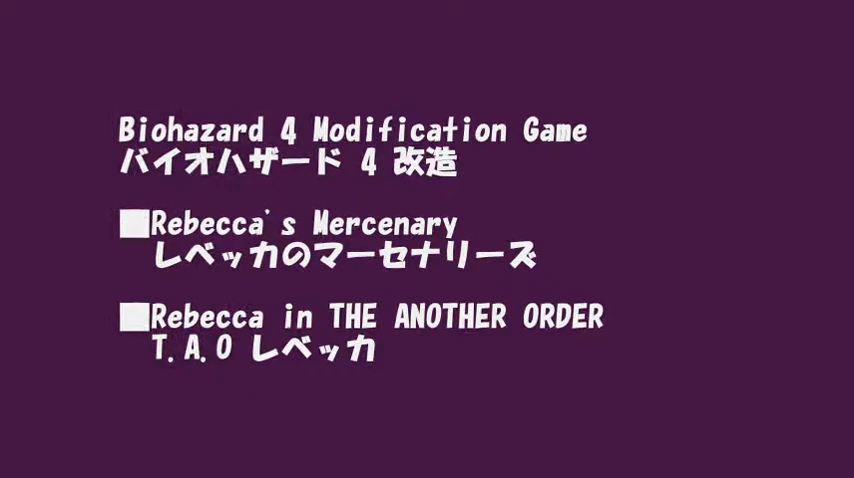 Biohazard 4 Modification Game
バイオハザード 4 改造
■Rebecca's Mercenary
レベッカのマーセナリーズ
■Rebecca in THE ANOTHER ORDER
T.A.O レベッカ